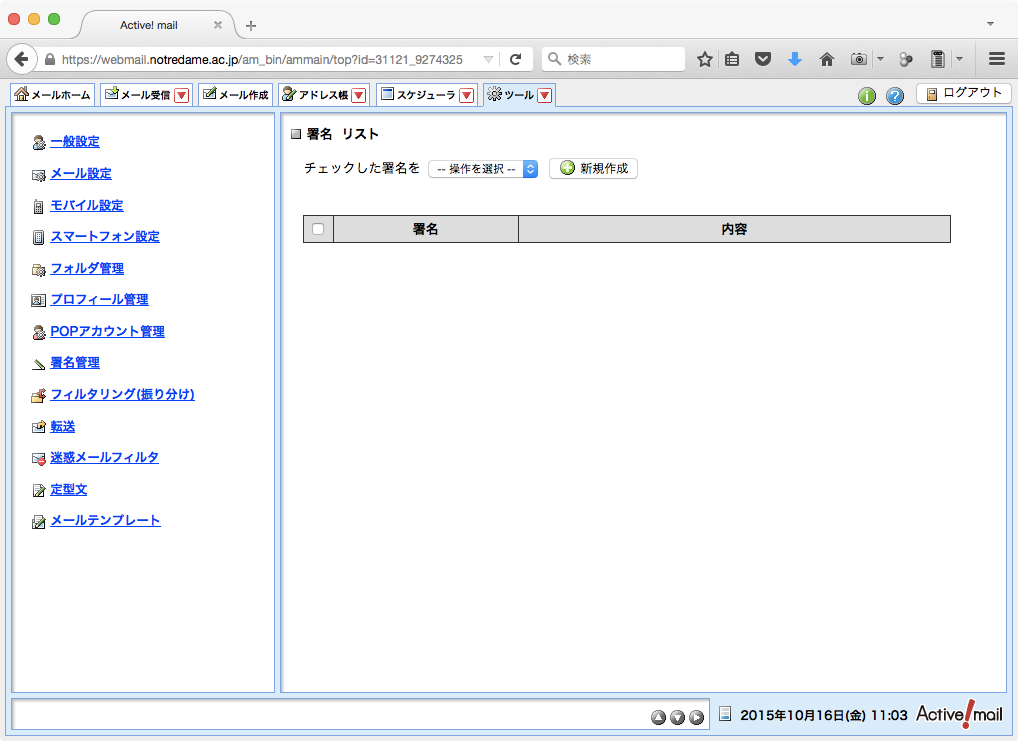 Active! mail
https://webmail.notredame.ac.jp/am_bin/ammain/top?id=31121_9274325
検索
メールホーム
メール受信
メール作成
アドレス帳
スケジューラ
ツール
ログアウト
一般設定
メール設定
モバイル設定
スマートフォン設定
フォルダ管理
プロフィール管理
POPアカウント管理
署名管理
フィルタリング(振り分け)
転送
迷惑メールフィルタ
定型文
メールテンプレート
署名 リスト
チェックした署名を -- 操作を選択 -- 新規作成
署名 内容
2015年10月16日(金) 11:03
Active! mail